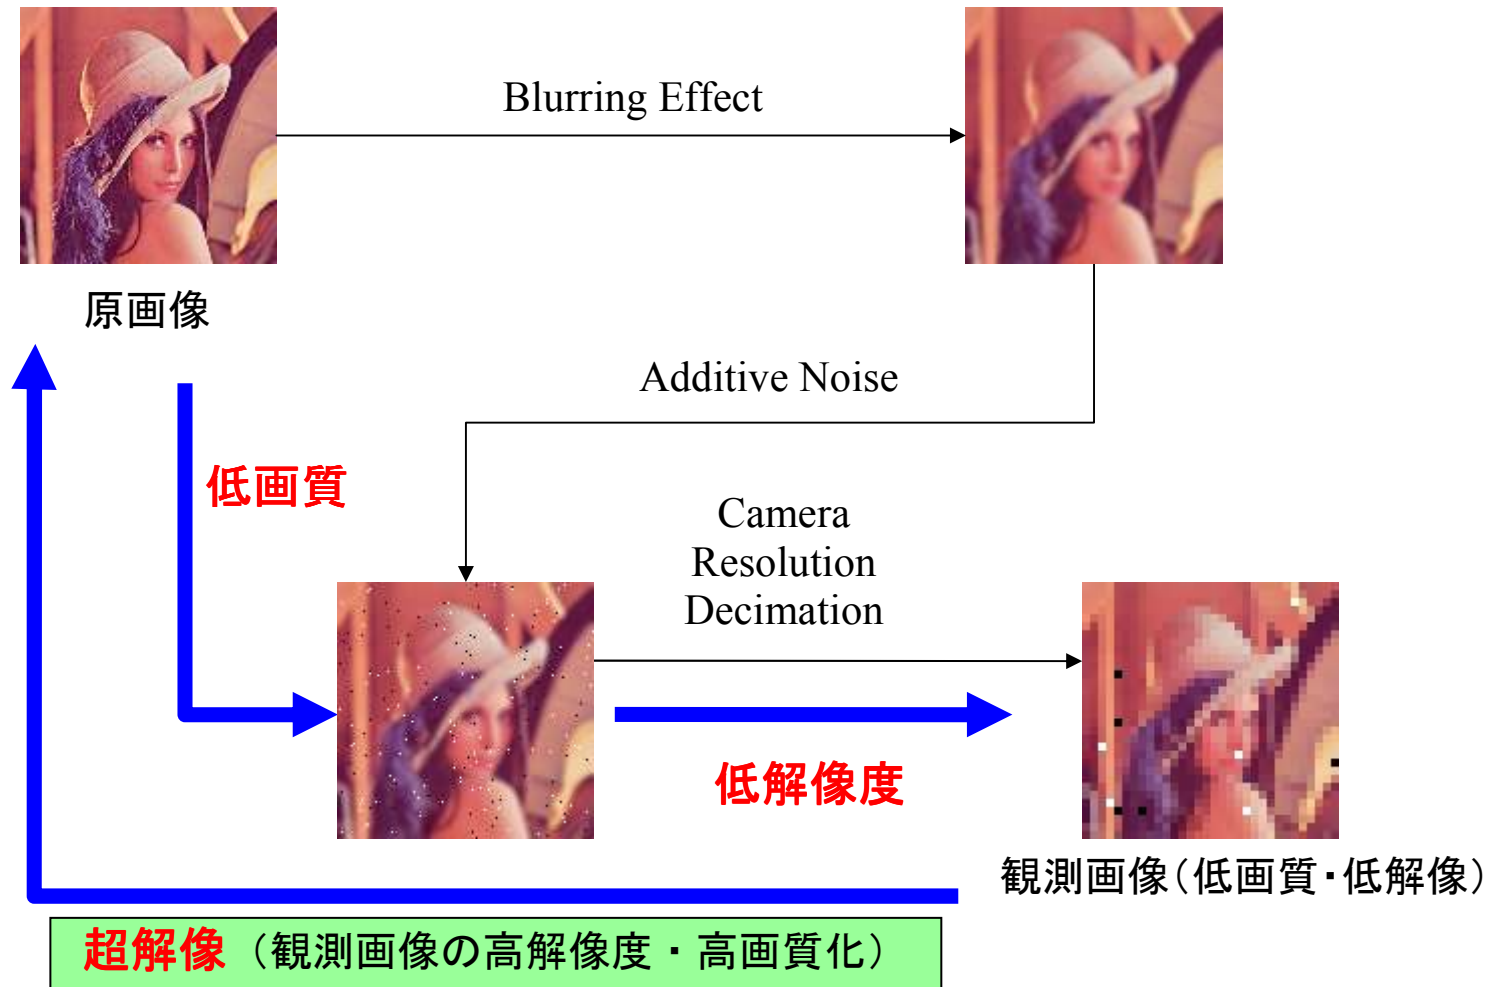 Blurring Effect
原画像
Additive Noise
低画質
Camera
Resolution
Decimation
低解像度
観測画像(低画質・低解像)
超解像（観測画像の高解像度・高画質化）